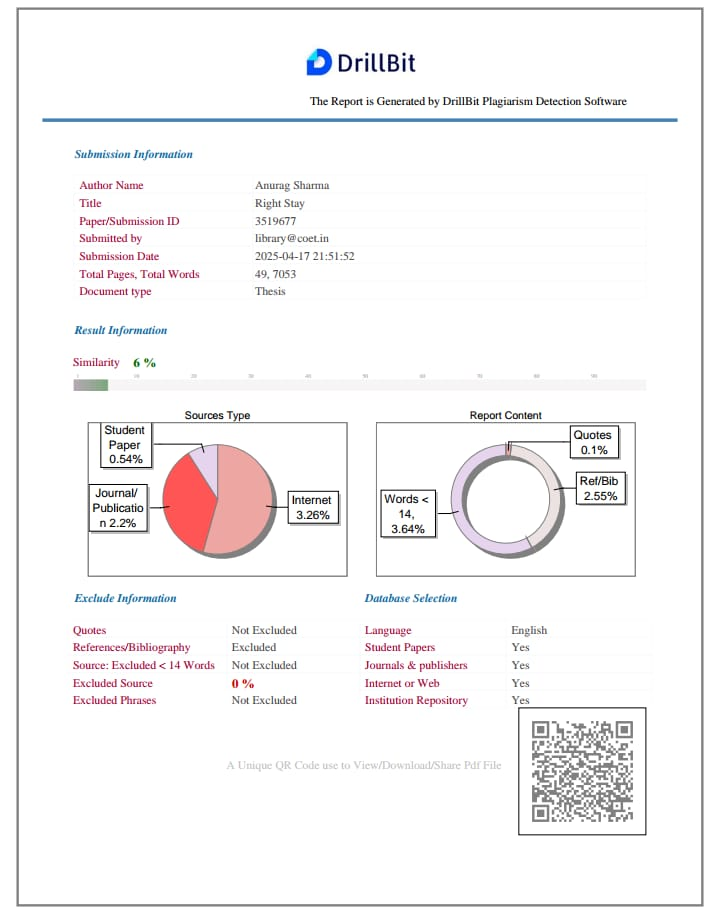 DrillBit
The Report is Generated by DrillBit Plagiarism Detection Software
Submission Information
Author Name Anurag Sharma
Title Right Stay
Paper/Submission ID 3519677
Submitted by library@coet.in
Submission Date 2025-04-17 21:51:52
Total Pages, Total Words 49, 7053
Document type Thesis
Result Information
Similarity 6 %
1 10 20 30 40 50 60 70 80 90
Sources Type
Student
Paper
0.54%
Journal/
Publicatio
n 2.2%
Internet
3.26%
Report Content
Quotes
0.1%
Ref/Bib
2.55%
Words <
14,
3.64%
Exclude Information
Quotes Not Excluded
References/Bibliography Excluded
Source: Excluded < 14 Words Not Excluded
Excluded Source 0 %
Excluded Phrases Not Excluded
Database Selection
Language English
Student Papers Yes
Journals & publishers Yes
Internet or Web Yes
Institution Repository Yes
A Unique QR Code use to View/Download/Share Pdf File